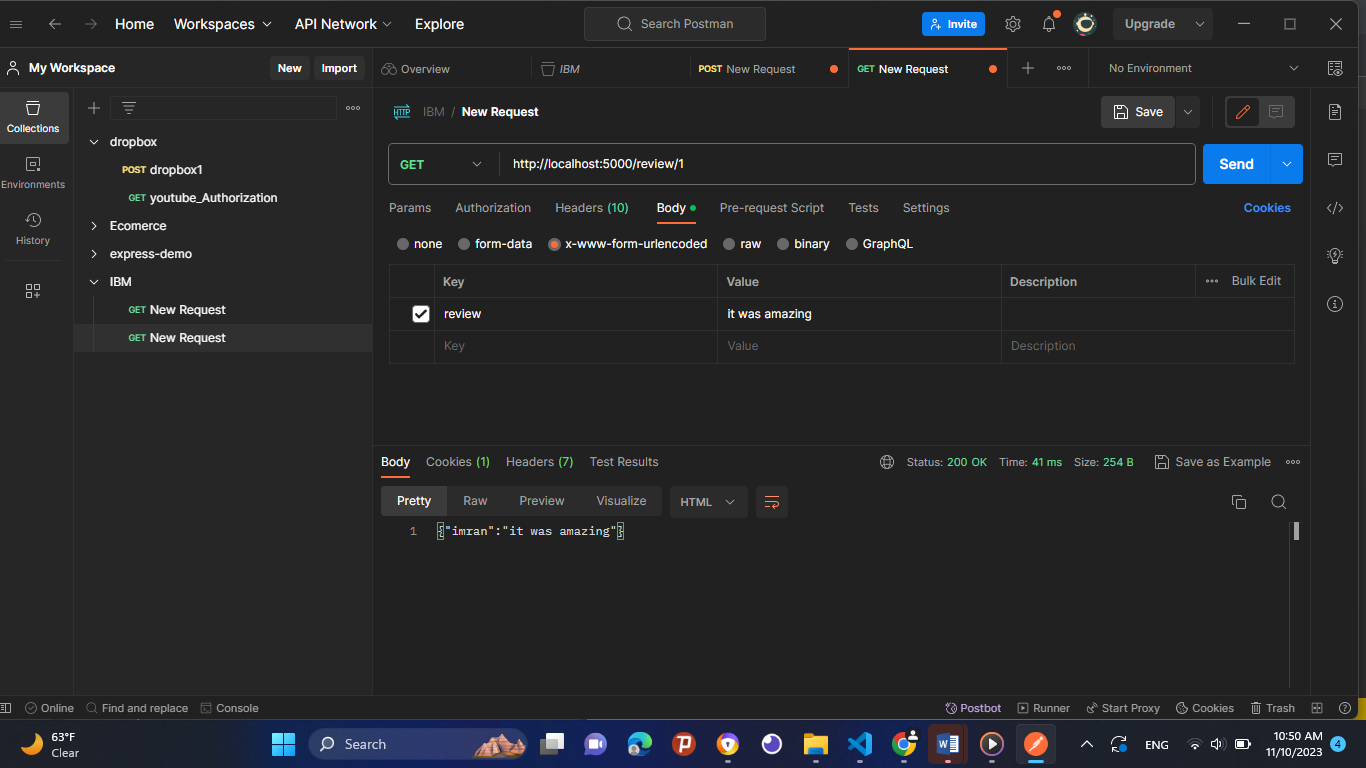 Home Workspaces API Network Explore Search Postman Invite Upgrade
My Workspace New Import Overview IBM POST New Request GET New Request No Environment
Collections
Environments
History
dropbox
POST dropbox1
GET youtube_Authorization
Ecomerce
express-demo
IBM
GET New Request
GET New Request
HTTP IBM / New Request Save
GET http://localhost:5000/review/1 Send
Params Authorization Headers (10) Body Pre-request Script Tests Settings Cookies
none form-data x-www-form-urlencoded raw binary GraphQL
Key Value Description Bulk Edit
review it was amazing
Key Value Description
Body Cookies (1) Headers (7) Test Results Status: 200 OK Time: 41 ms Size: 254 B Save as Example
Pretty Raw Preview Visualize HTML
1 {"imran":"it was amazing"}
Online Find and replace Console Postbot Runner Start Proxy Cookies Trash
63°F
Clear
Search
ENG
10:50 AM
11/10/2023
4